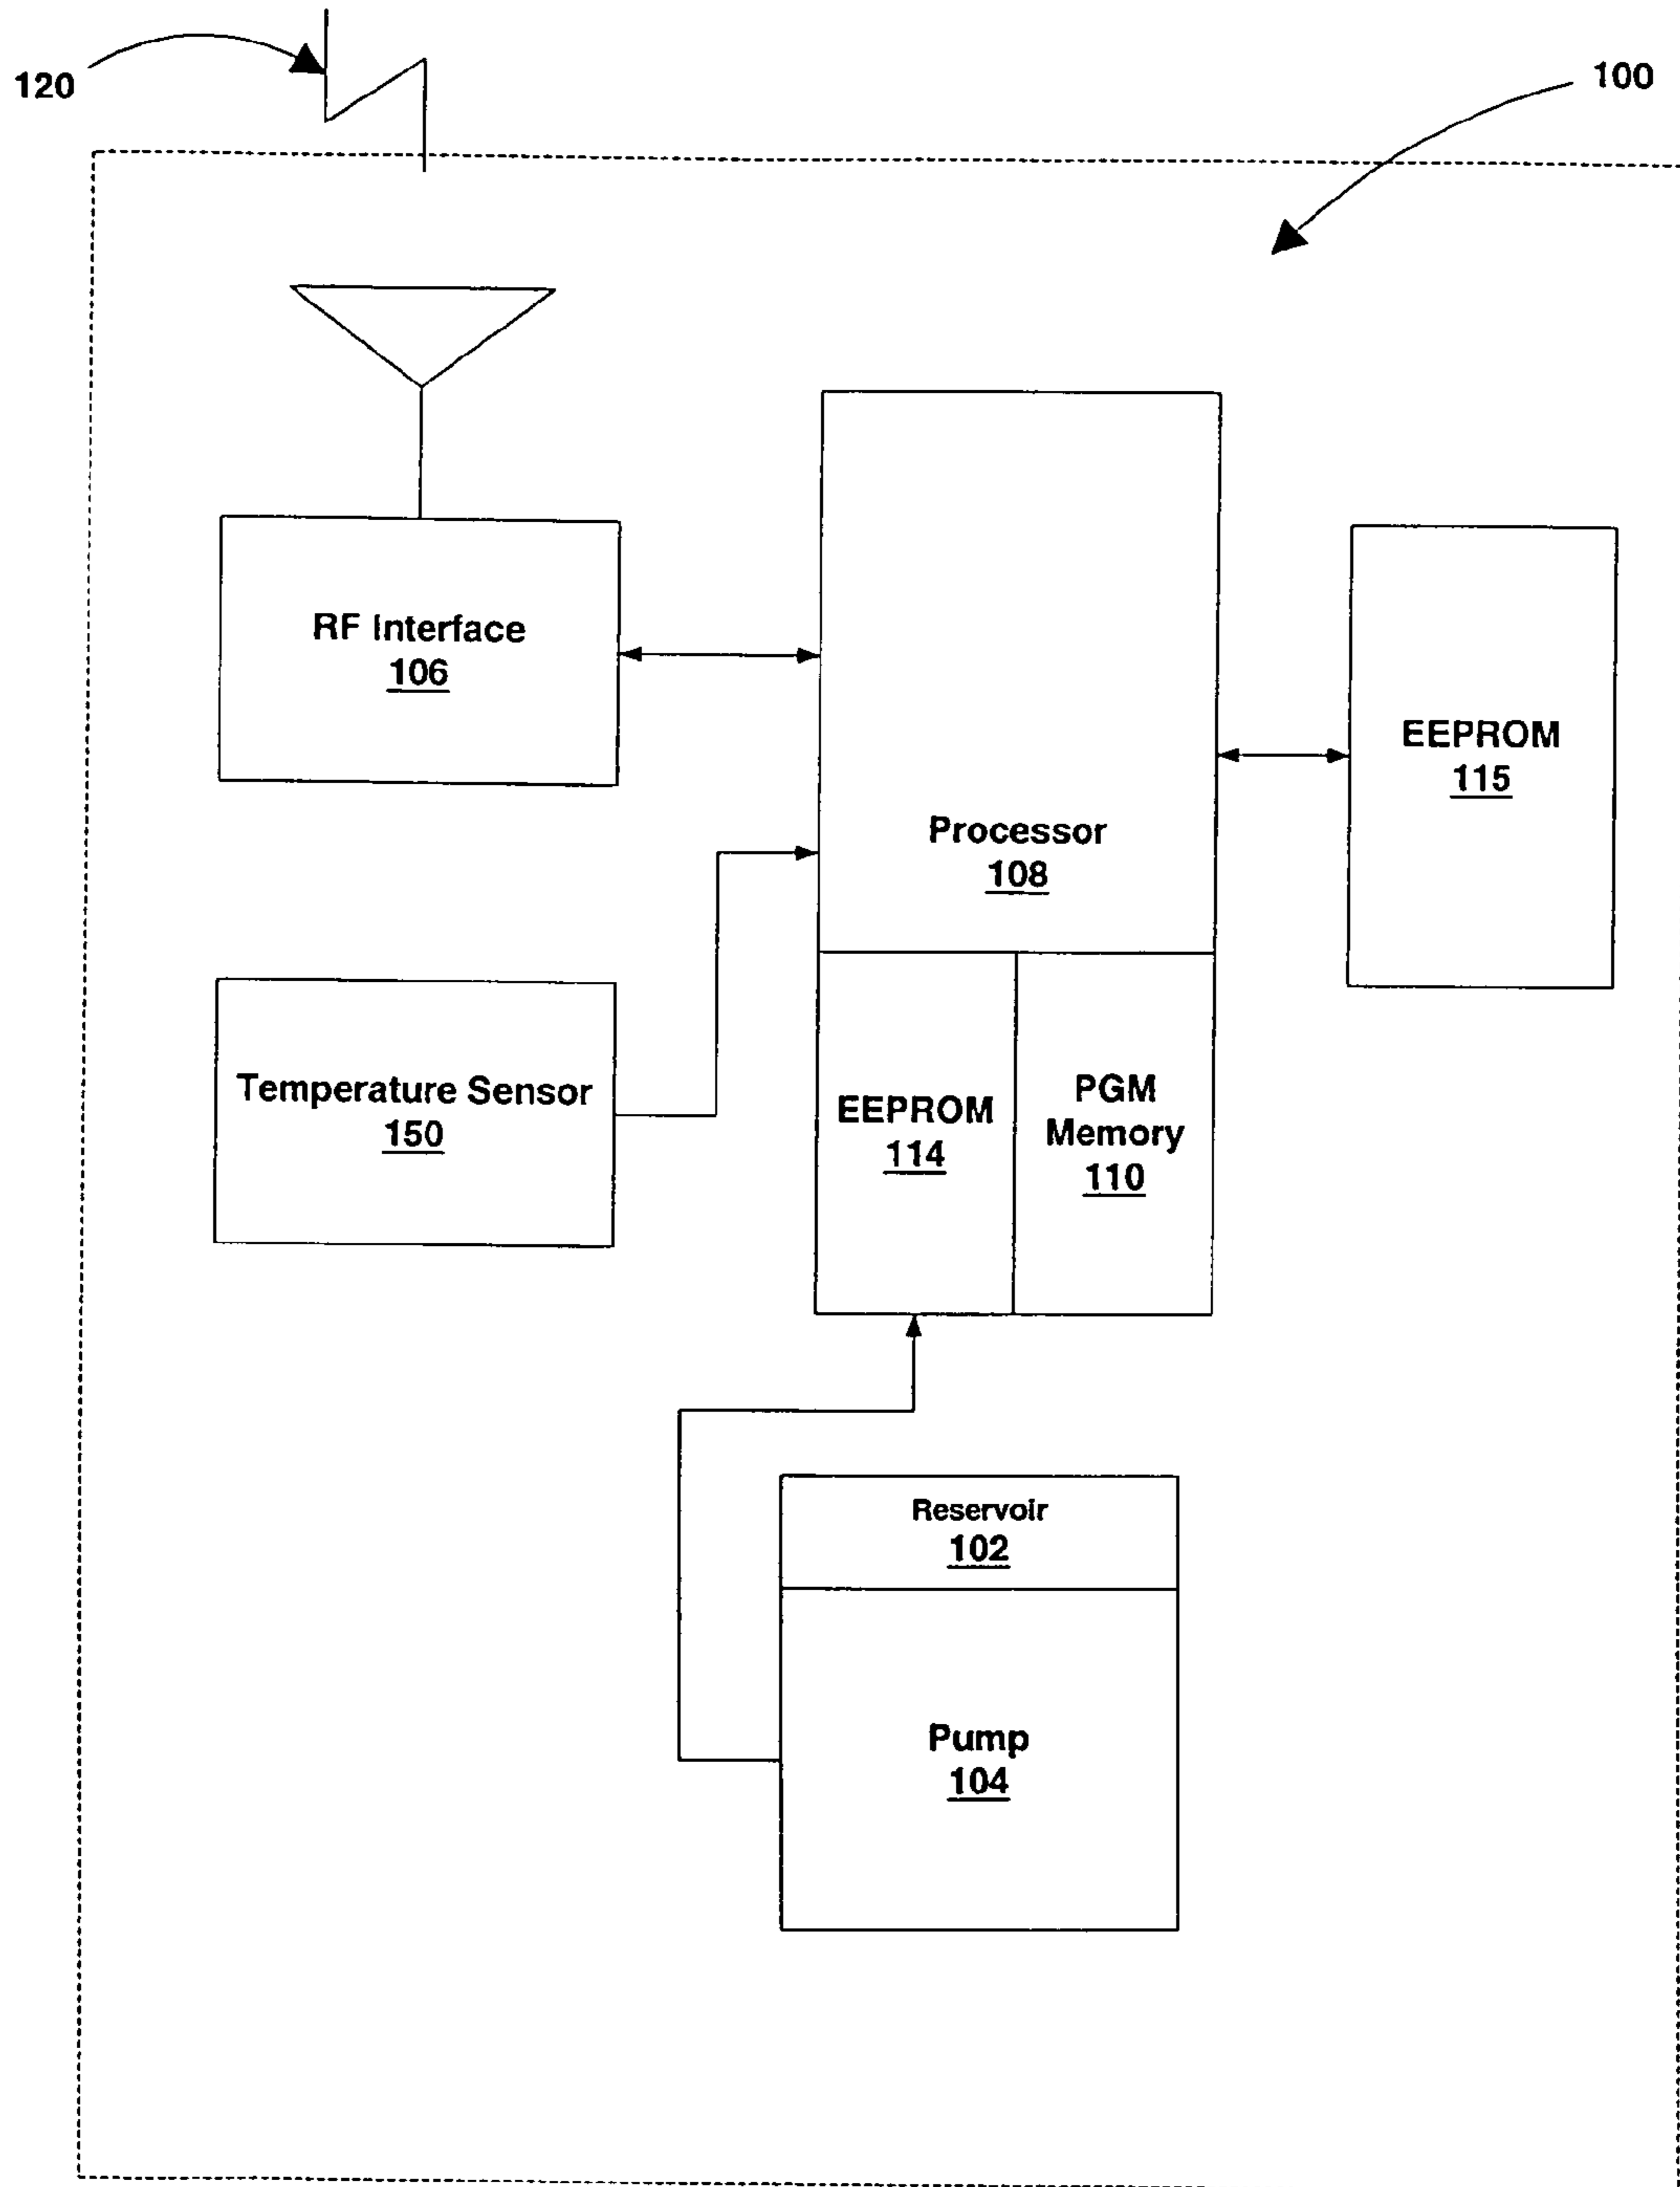 120
100
RF Interface
106
EEPROM
115
Processor
108
Temperature Sensor
150
EEPROM
114
PGM
Memory
110
Reservoir
102
Pump
104